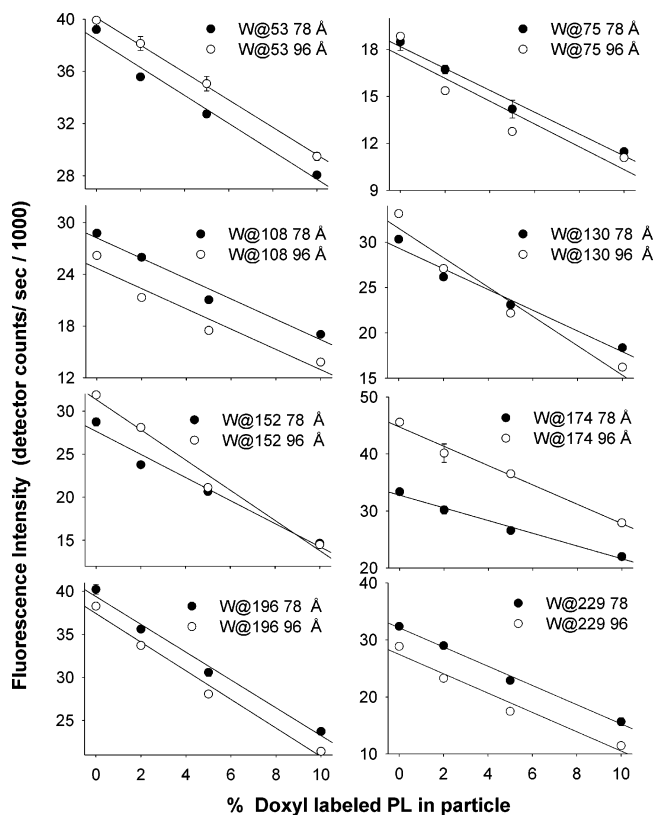 Fluorescence Intensity (detector counts/ sec / 1000)
40
36
32
28
W@53 78 Å
W@53 96 Å
18
15
12
9
W@75 78 Å
W@75 96 Å
30
24
18
12
W@108 78 Å
W@108 96 Å
30
25
20
15
W@130 78 Å
W@130 96 Å
30
25
20
15
W@152 78 Å
W@152 96 Å
50
40
30
20
W@174 78 Å
W@174 96 Å
40
35
30
25
W@196 78 Å
W@196 96 Å
0 2 4 6 8 10
40
30
20
10
W@229 78
W@229 96
0 2 4 6 8 10
% Doxyl labeled PL in particle